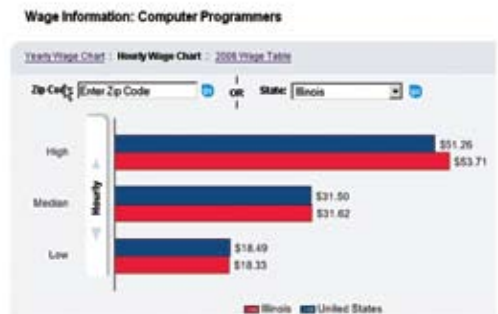 Wage Information: Computer Programmers
Yearly Wage Chart : Hourly Wage Chart : 2006 Wage Table
Zip Code: Enter Zip Code OR State: Illinois
High $51.26
$53.71
Hourly
Median $31.50
$31.62
Low $18.49
$18.33
Illinois United States